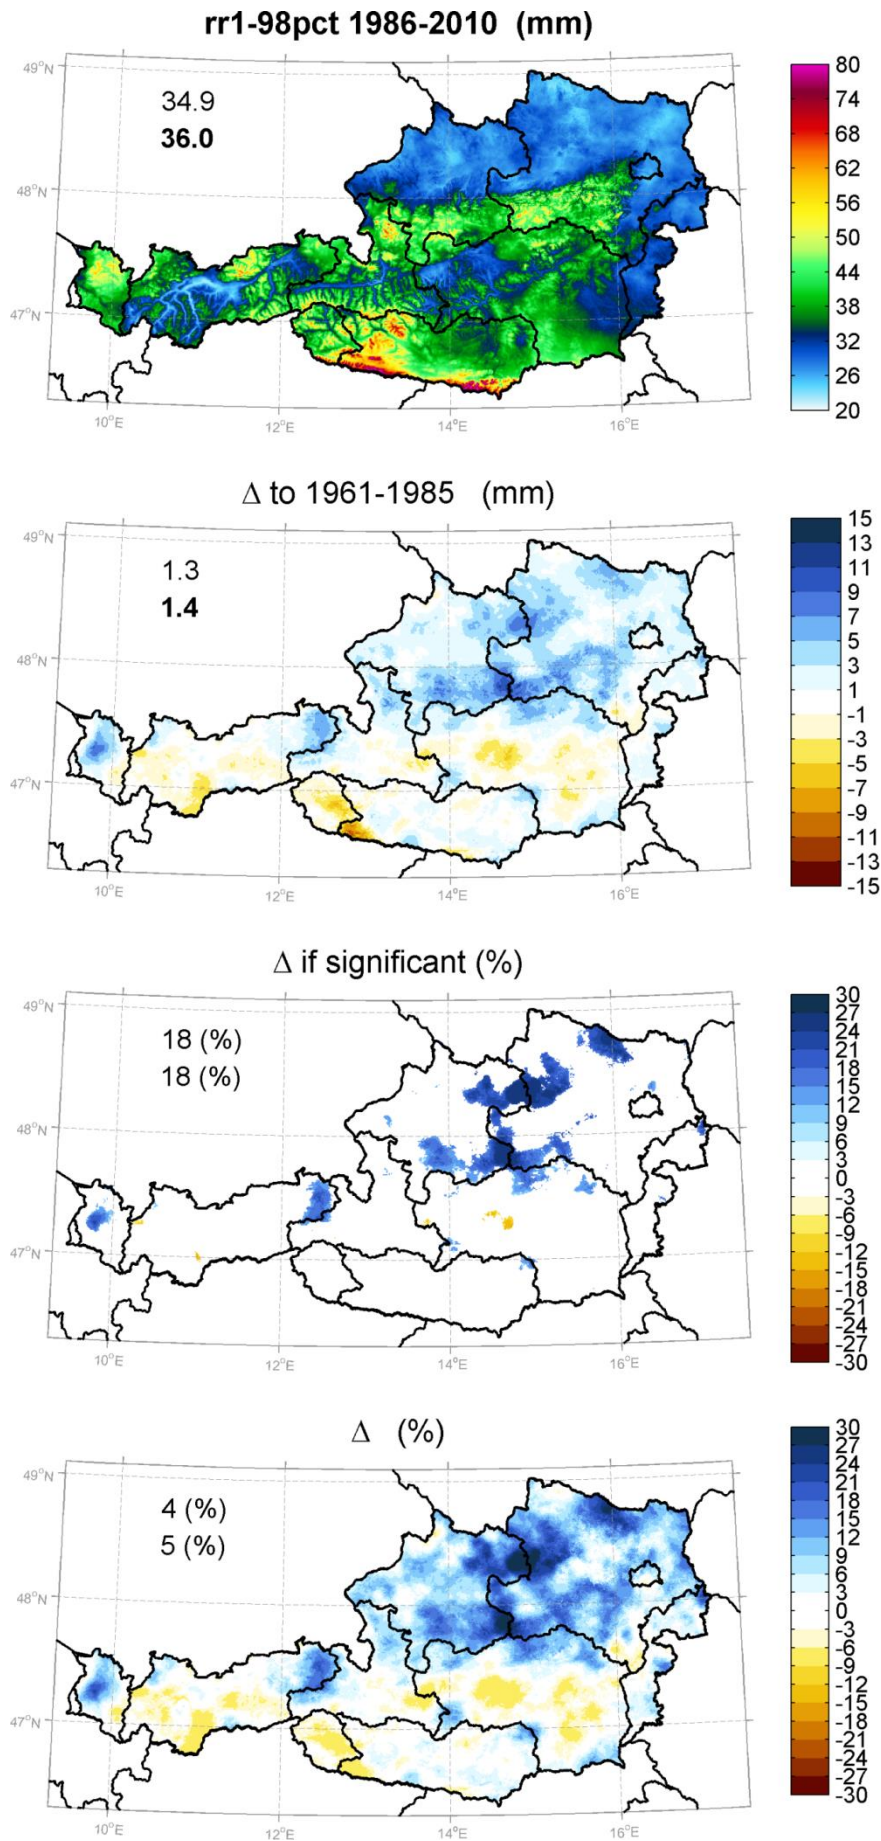 rr1-98pct 1986-2010 (mm)
34.9
36.0
49°N
48°N
47°N
10°E
12°E
14°E
16°E
80
74
68
62
56
50
44
38
32
26
20
Δ to 1961-1985 (mm)
1.3
1.4
49°N
48°N
47°N
10°E
12°E
14°E
16°E
15
13
11
9
7
5
3
1
-1
-3
-5
-7
-9
-11
-13
-15
Δ if significant (%)
18 (%)
18 (%)
49°N
48°N
47°N
10°E
12°E
14°E
16°E
30
27
24
21
18
15
12
9
6
3
0
-3
-6
-9
-12
-15
-18
-21
-24
-27
-30
Δ (%)
4 (%)
5 (%)
49°N
48°N
47°N
10°E
12°E
14°E
16°E
30
27
24
21
18
15
12
9
6
3
0
-3
-6
-9
-12
-15
-18
-21
-24
-27
-30